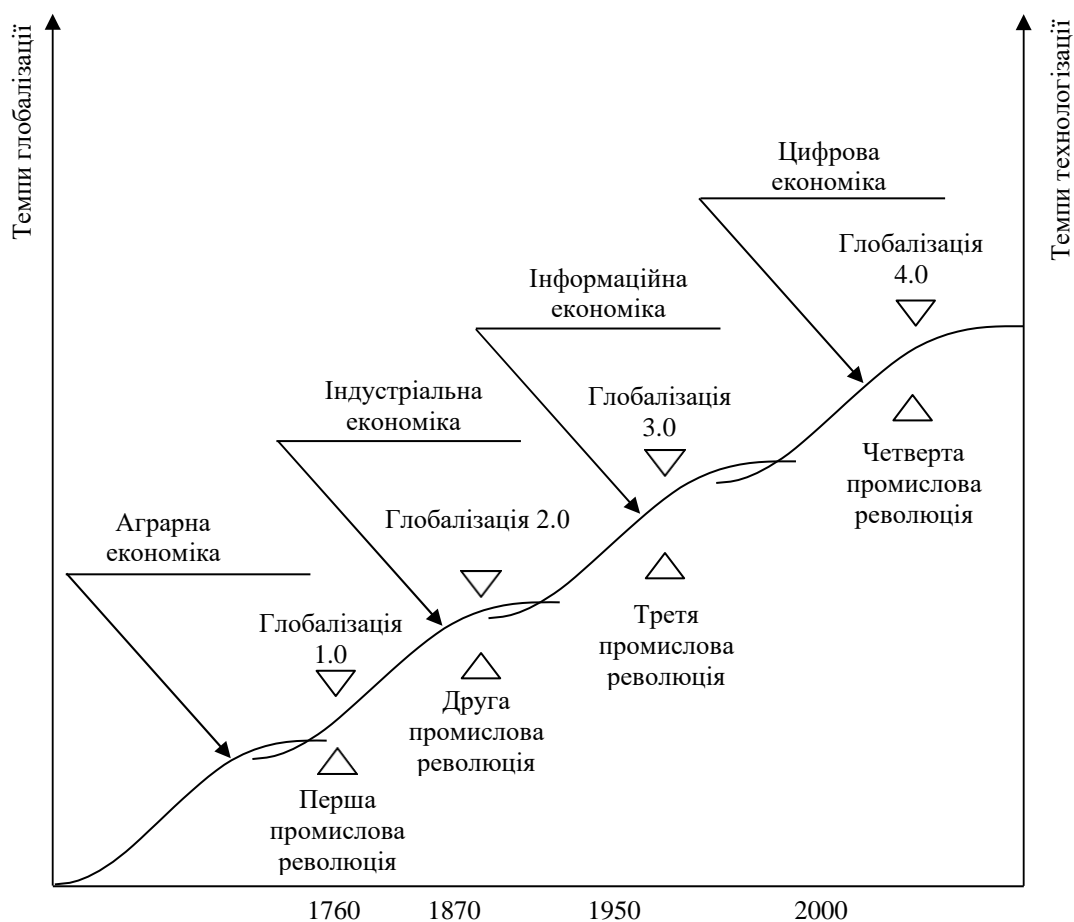 Темпи глобалізації
Темпи технологізації
Цифрова
економіка
Глобалізація
4.0
Інформаційна
економіка
Індустріальна
економіка
Глобалізація
3.0
Четверта
промислова
революція
Аграрна
економіка
Глобалізація 2.0
Глобалізація
1.0
Третя
промислова
революція
Друга
промислова
революція
Перша
промислова
революція
1760 1870 1950 2000